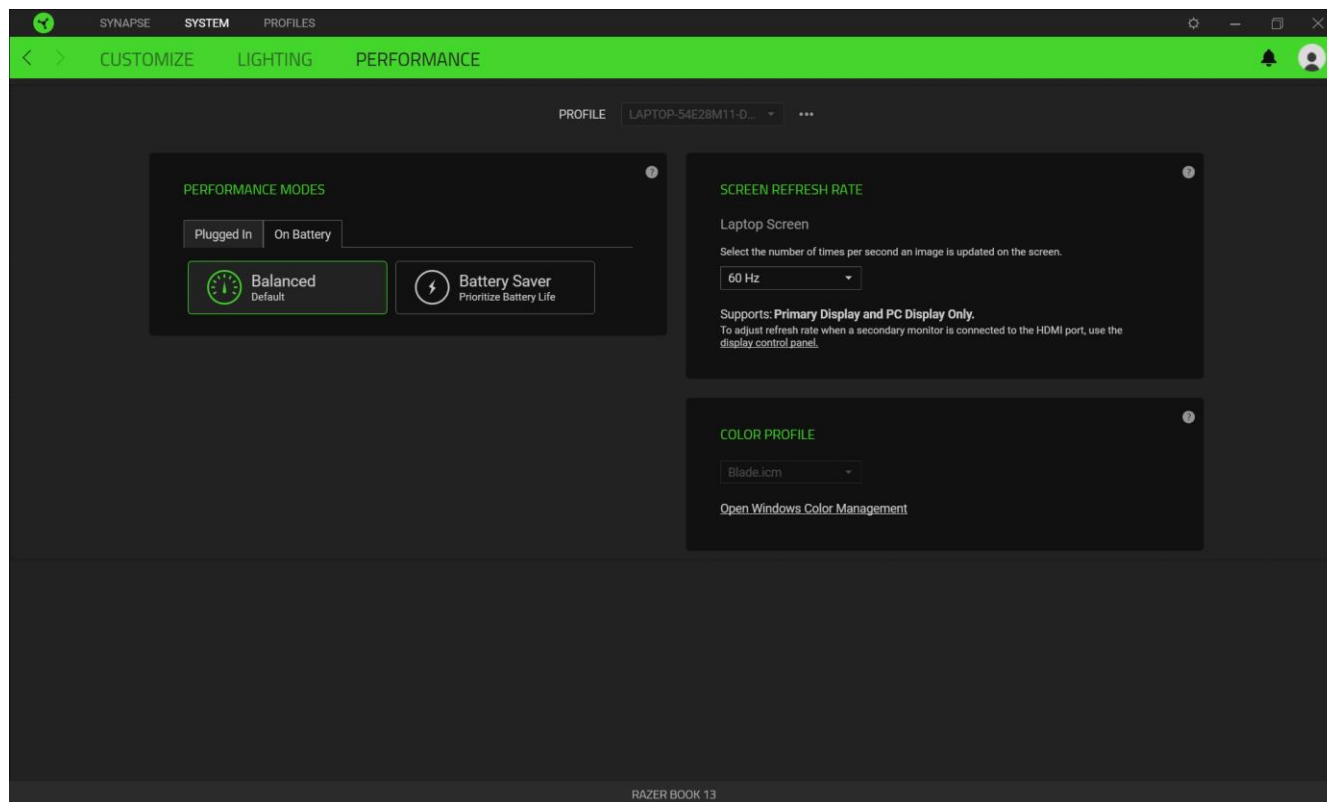 SYNAPSE SYSTEM PROFILES
CUSTOMIZE LIGHTING PERFORMANCE
PROFILE LAPTOP-54E28M11-D... 
PERFORMANCE MODES
Plugged In On Battery
Balanced
Default
Battery Saver
Prioritize Battery Life
SCREEN REFRESH RATE
Laptop Screen
Select the number of times per second an image is updated on the screen.
60 Hz
Supports: Primary Display and PC Display Only.
To adjust refresh rate when a secondary monitor is connected to the HDMI port, use the
display control panel.
COLOR PROFILE
Blade.icm
Open Windows Color Management
RAZER BOOK 13